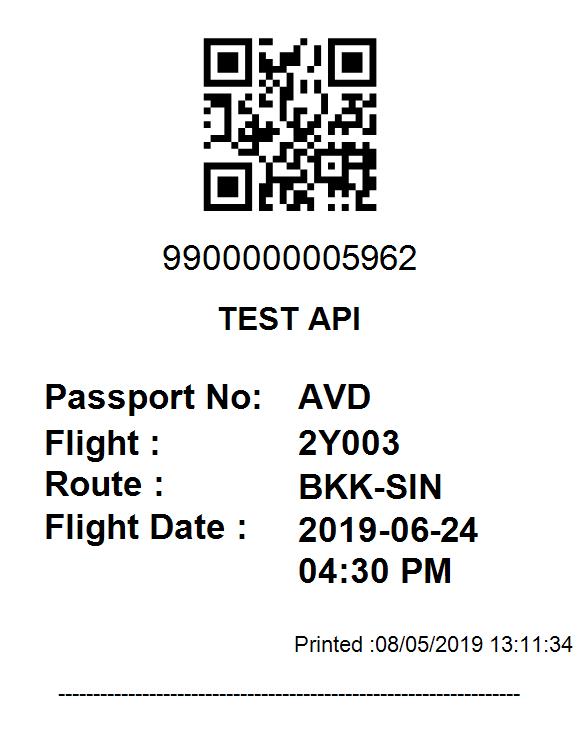 9900000005962
TEST API
Passport No: AVD
Flight : 2Y003
Route : BKK-SIN
Flight Date : 2019-06-24
04:30 PM
Printed :08/05/2019 13:11:34
------------------------------------------------------------------